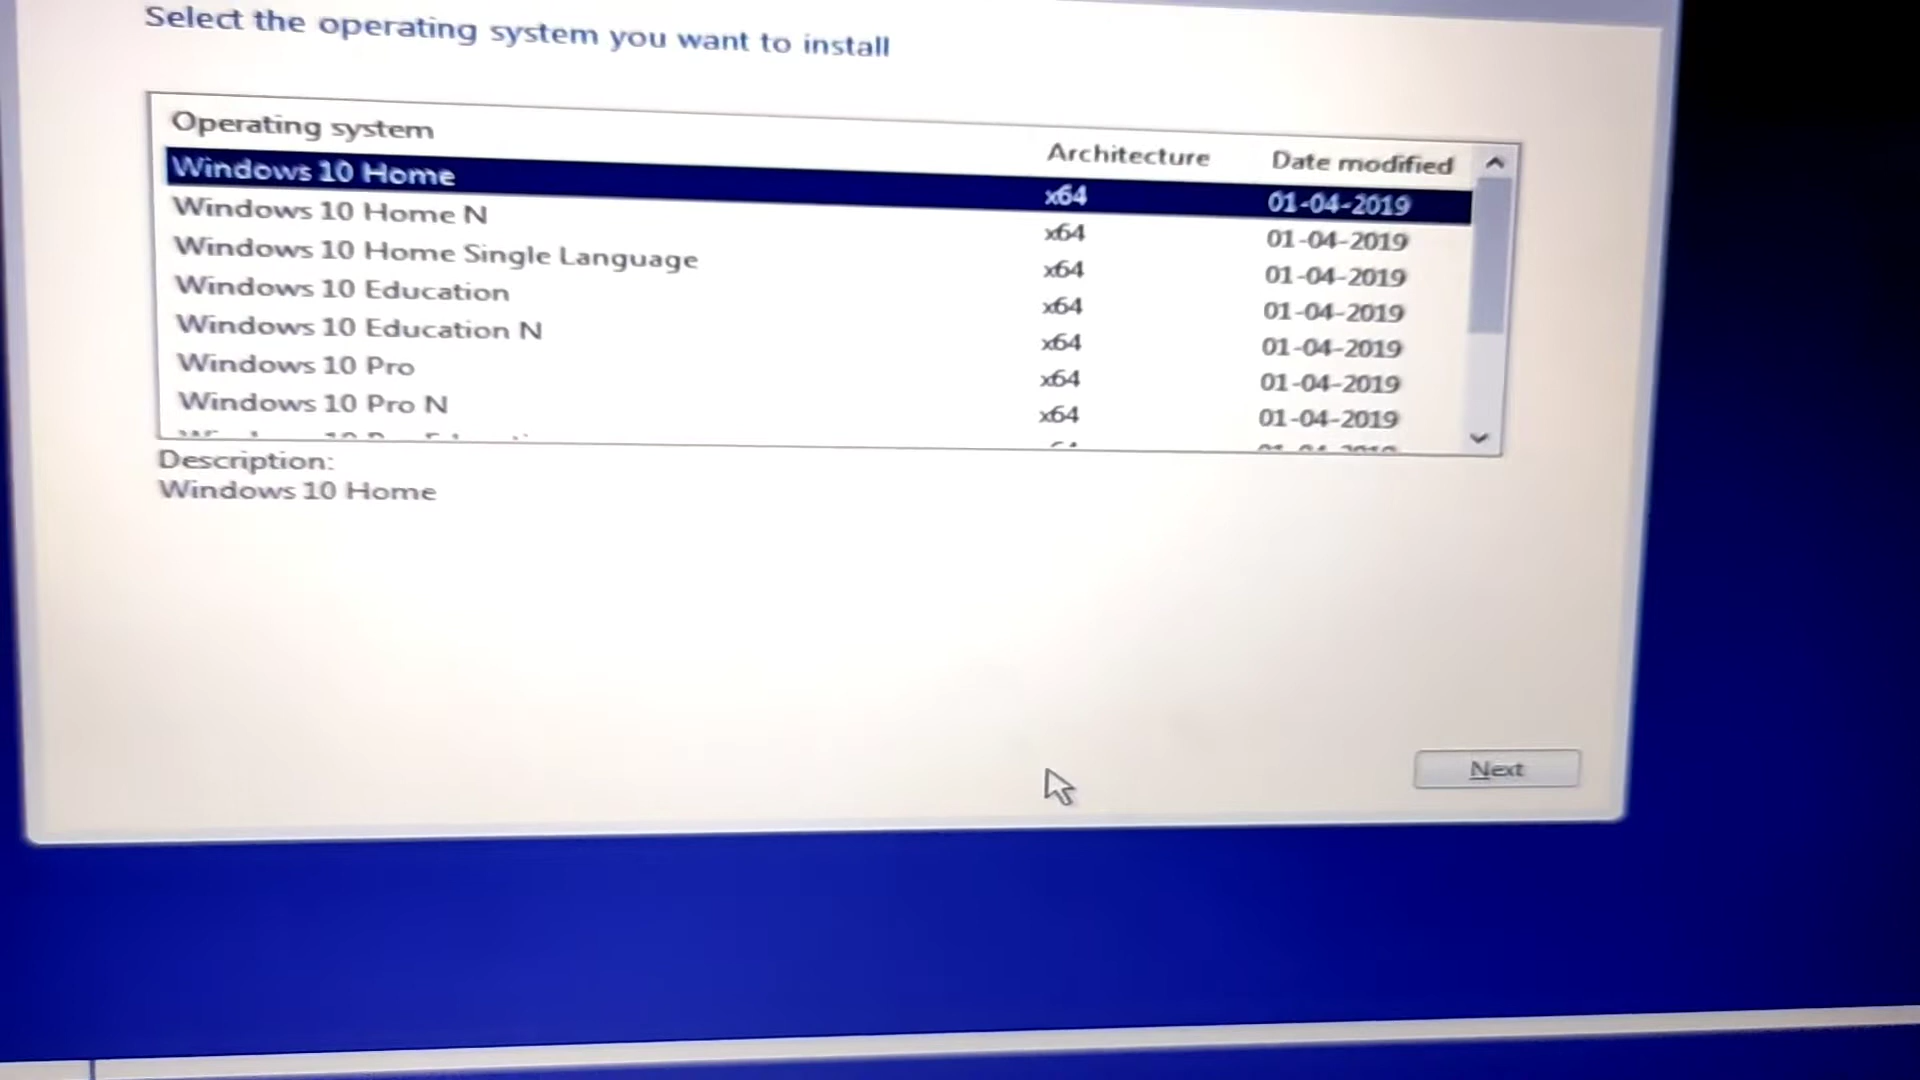 Select the operating system you want to install
Operating system Architecture Date modified
Windows 10 Home x64 01-04-2019
Windows 10 Home N x64 01-04-2019
Windows 10 Home Single Language x64 01-04-2019
Windows 10 Education x64 01-04-2019
Windows 10 Education N x64 01-04-2019
Windows 10 Pro x64 01-04-2019
Windows 10 Pro N x64 01-04-2019
Description:
Windows 10 Home
Next